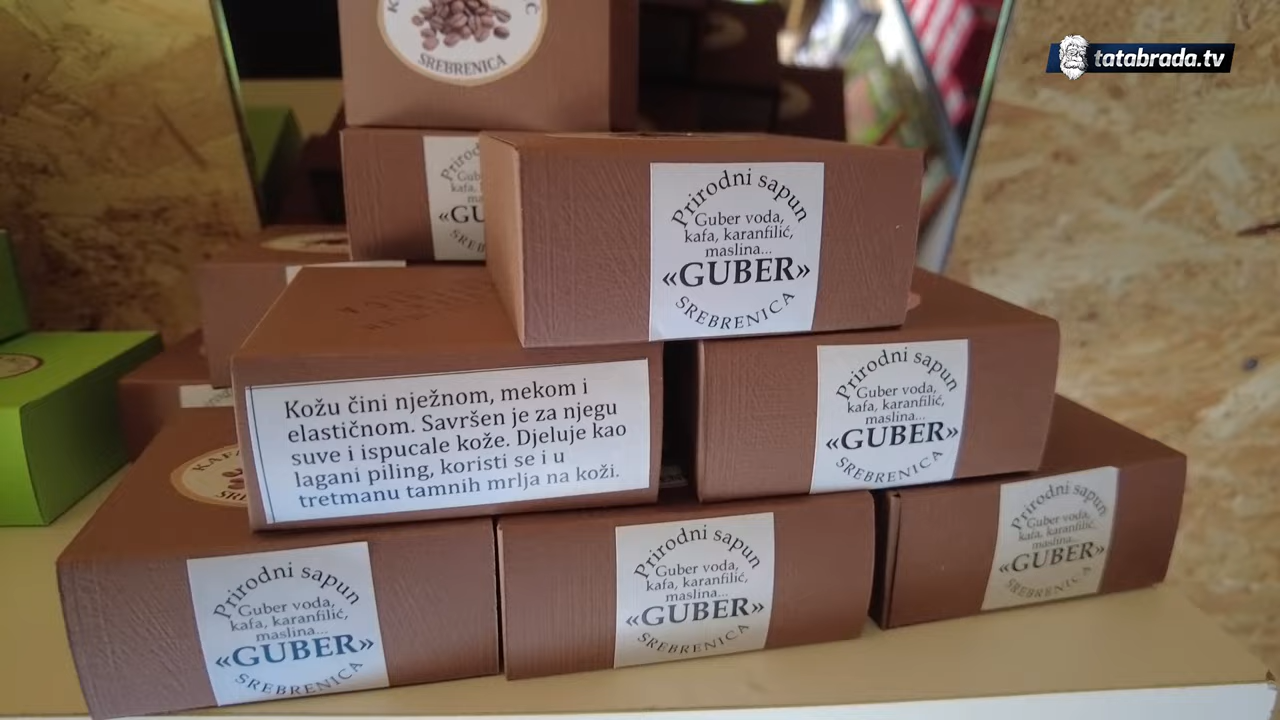 tatabrada.tv
SREBRENICA
Prirodni sapun
Guber voda,
kafa, karanfilić,
maslina...
«GUBER»
SREBRENICA
Kožu čini nježnom, mekom i
elastičnom. Savršen je za njegu
suve i ispucale kože. Djeluje kao
lagani piling, koristi se i u
tretmanu tamnih mrlja na koži.
Prirodni sapun
Guber voda,
kafa, karanfilić,
maslina...
«GUBER»
SREBRENICA
Prirodni sapun
Guber voda,
kafa, karanfilić,
maslina...
«GUBER»
SREBRENICA
Prirodni sapun
Guber voda,
kafa, karanfilić,
maslina...
«GUBER»
SREBRENICA
Prirodni sapun
Guber voda,
kafa, karanfilić,
maslina...
«GUBER»
SREBRENICA